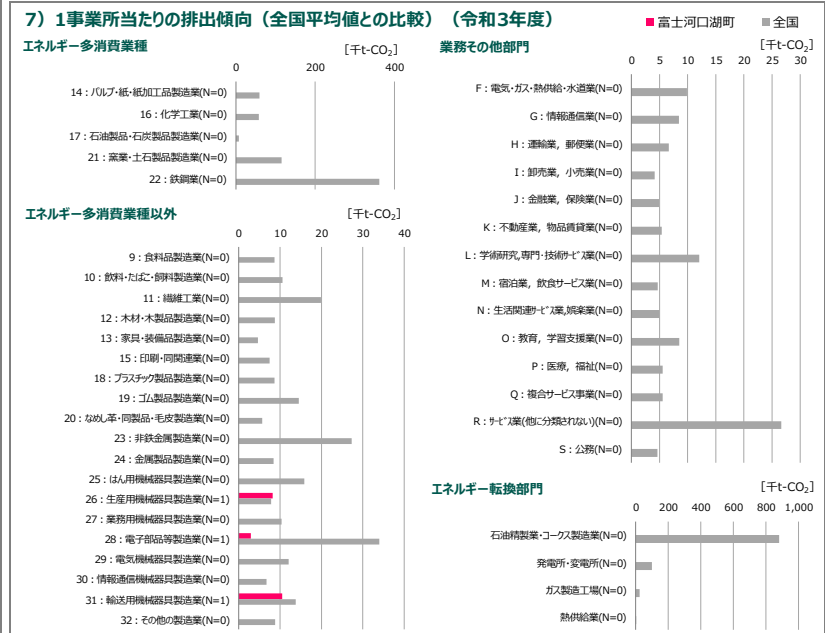 7）1事業所当たりの排出傾向（全国平均値との比較）（令和3年度）
富士河口湖町 全国
エネルギー多消費業種
［千t-CO₂］
0 200 400
14：パルプ・紙・紙加工品製造業(N=0)
16：化学工業(N=0)
17：石油製品・石炭製品製造業(N=0)
21：窯業・土石製品製造業(N=0)
22：鉄鋼業(N=0)
エネルギー多消費業種以外
［千t-CO₂］
0 10 20 30 40
9：食料品製造業(N=0)
10：飲料・たばこ・飼料製造業(N=0)
11：繊維工業(N=0)
12：木材・木製品製造業(N=0)
13：家具・装備品製造業(N=0)
15：印刷・同関連業(N=0)
18：プラスチック製品製造業(N=0)
19：ゴム製品製造業(N=0)
20：なめし革・同製品・毛皮製造業(N=0)
23：非鉄金属製造業(N=0)
24：金属製品製造業(N=0)
25：はん用機械器具製造業(N=0)
26：生産用機械器具製造業(N=1)
27：業務用機械器具製造業(N=0)
28：電子部品等製造業(N=1)
29：電気機械器具製造業(N=0)
30：情報通信機械器具製造業(N=0)
31：輸送用機械器具製造業(N=1)
32：その他の製造業(N=0)
業務その他部門
［千t-CO₂］
0 5 10 15 20 25 30
F：電気・ガス・熱供給・水道業(N=0)
G：情報通信業(N=0)
H：運輸業，郵便業(N=0)
I：卸売業，小売業(N=0)
J：金融業，保険業(N=0)
K：不動産業，物品賃貸業(N=0)
L：学術研究,専門・技術ｻｰﾋﾞｽ業(N=0)
M：宿泊業，飲食サービス業(N=0)
N：生活関連ｻｰﾋﾞｽ業,娯楽業(N=0)
O：教育，学習支援業(N=0)
P：医療，福祉(N=0)
Q：複合サービス事業(N=0)
R：ｻｰﾋﾞｽ業(他に分類されない)(N=0)
S：公務(N=0)
エネルギー転換部門
［千t-CO₂］
0 200 400 600 800 1,000
石油精製業・コークス製造業(N=0)
発電所・変電所(N=0)
ガス製造工場(N=0)
熱供給業(N=0)